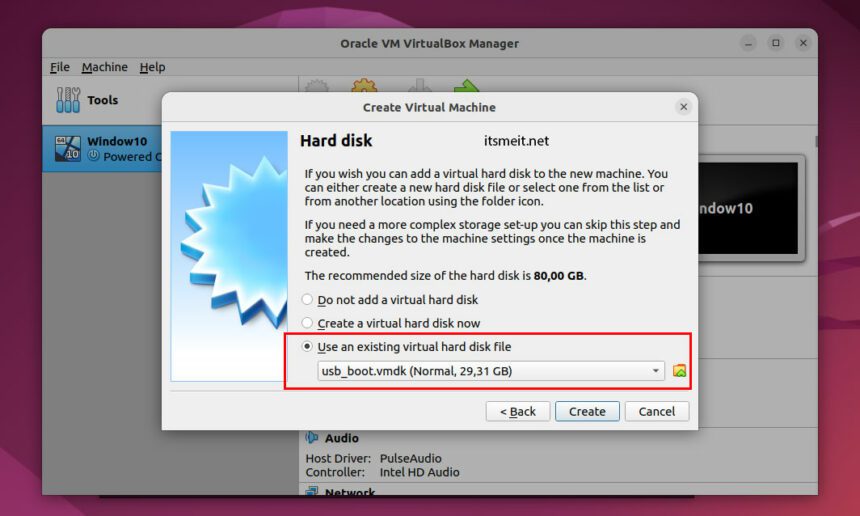 Oracle VM VirtualBox Manager
File Machine Help
Tools
Window10
Powered
Create Virtual Machine
Hard disk
itsmeit.net
If you wish you can add a virtual hard disk to the new machine. You
can either create a new hard disk file or select one from the list or
from another location using the folder icon.
If you need a more complex storage set-up you can skip this step and
make the changes to the machine settings once the machine is
created.
The recommended size of the hard disk is 80,00 GB.
Do not add a virtual hard disk
Create a virtual hard disk now
Use an existing virtual hard disk file
usb_boot.vmdk (Normal, 29,31 GB)
< Back Create Cancel
ndow10
Audio
Host Driver: PulseAudio
Controller: Intel HD Audio
Network